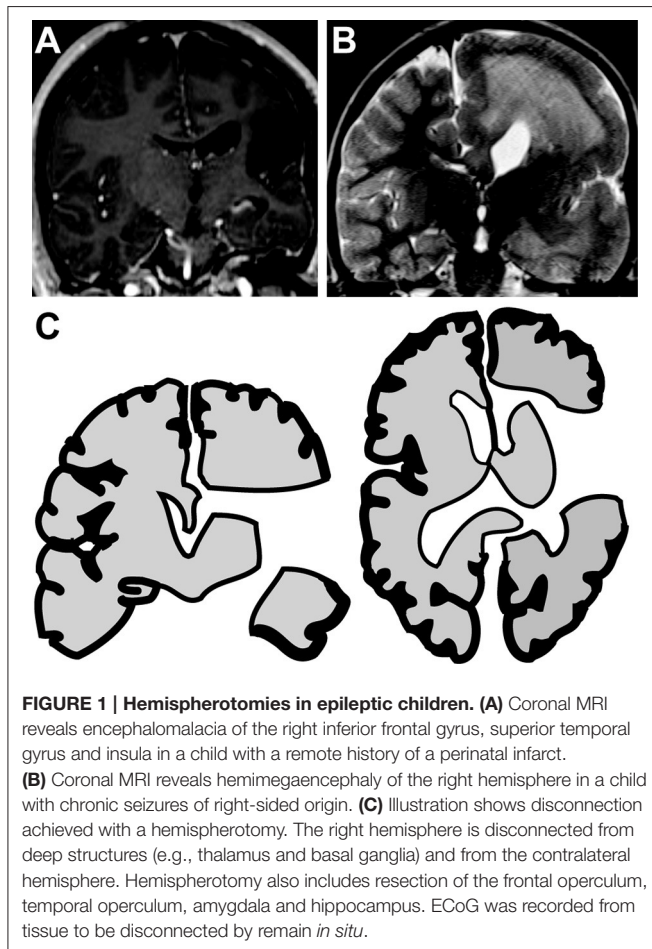 A
B
C
FIGURE 1 | Hemispherotomies in epileptic children. (A) Coronal MRI
reveals encephalomalacia of the right inferior frontal gyrus, superior temporal
gyrus and insula in a child with a remote history of a perinatal infarct.
(B) Coronal MRI reveals hemimegaencephaly of the right hemisphere in a child
with chronic seizures of right-sided origin. (C) Illustration shows disconnection
achieved with a hemispherotomy. The right hemisphere is disconnected from
deep structures (e.g., thalamus and basal ganglia) and from the contralateral
hemisphere. Hemispherotomy also includes resection of the frontal operculum,
temporal operculum, amygdala and hippocampus. ECoG was recorded from
tissue to be disconnected by remain in situ.